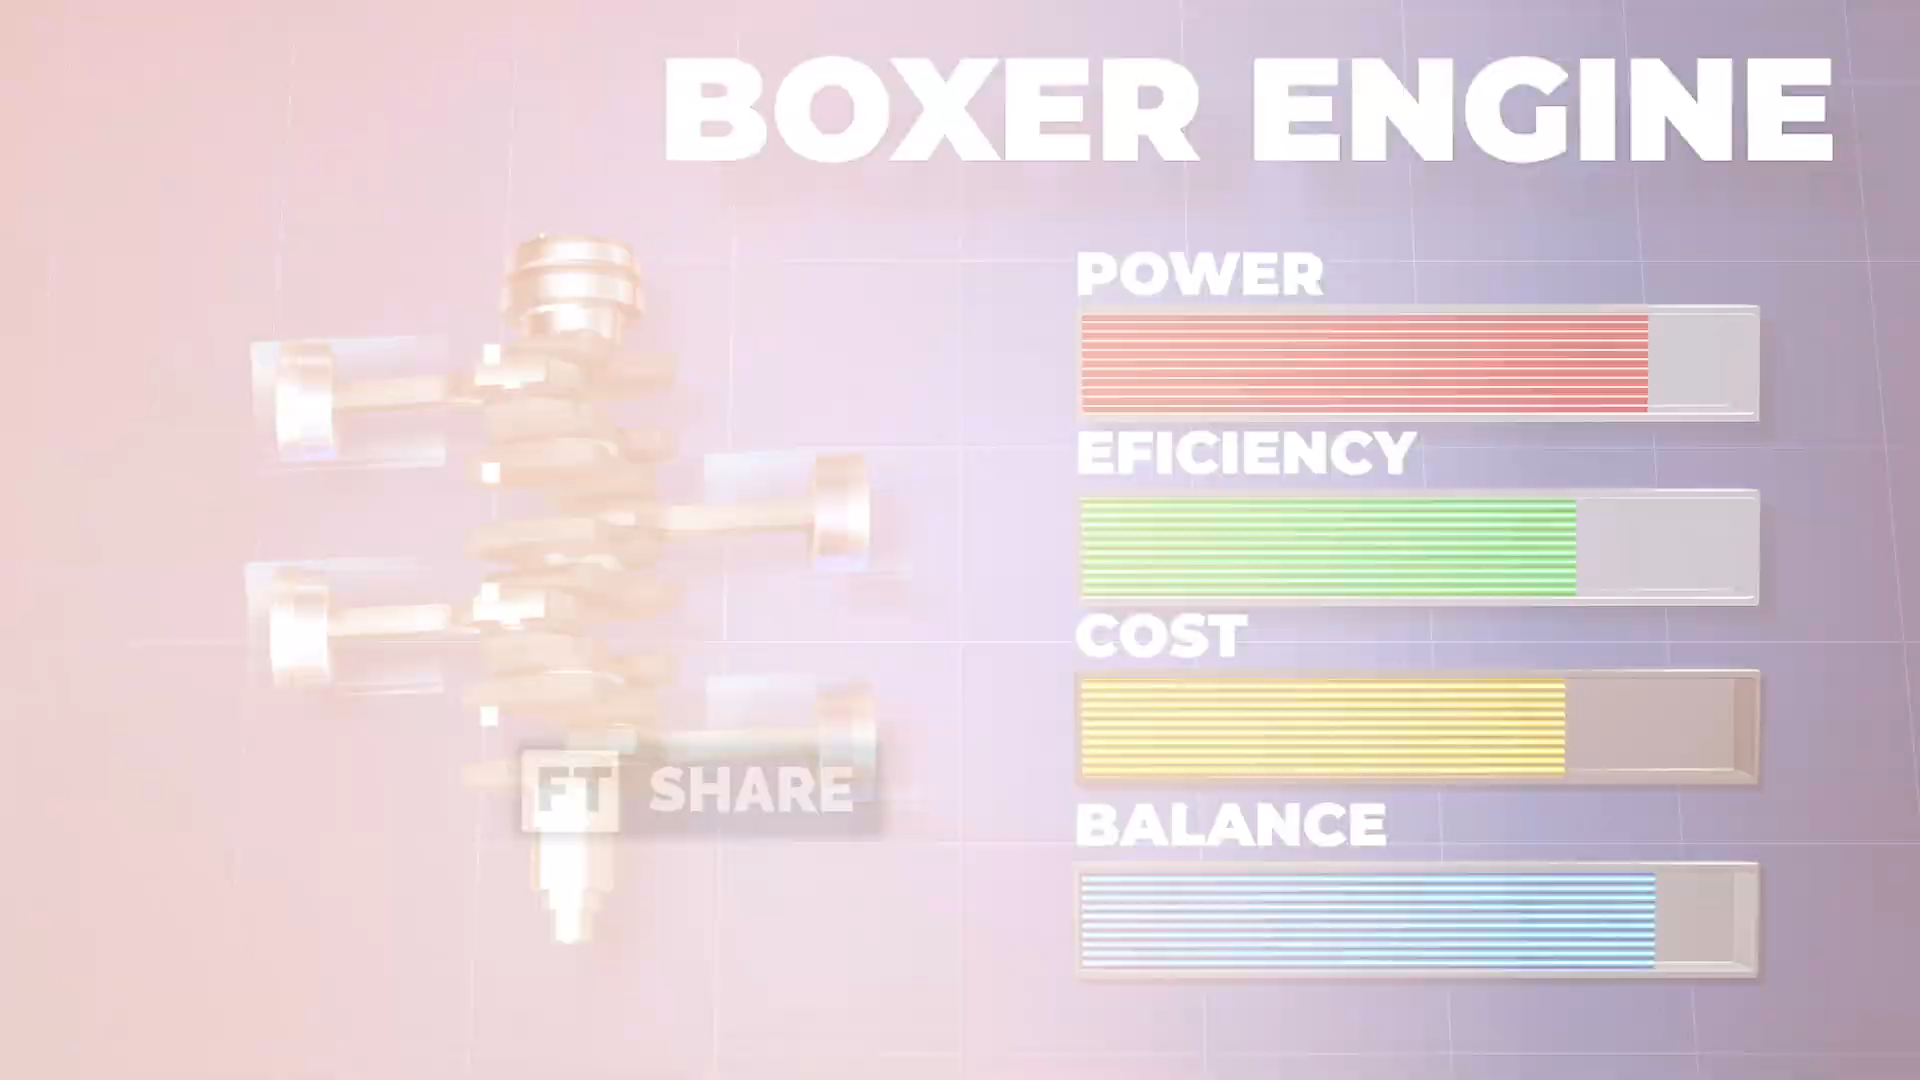 BOXER ENGINE
POWER
EFICIENCY
COST
BALANCE
FT SHARE